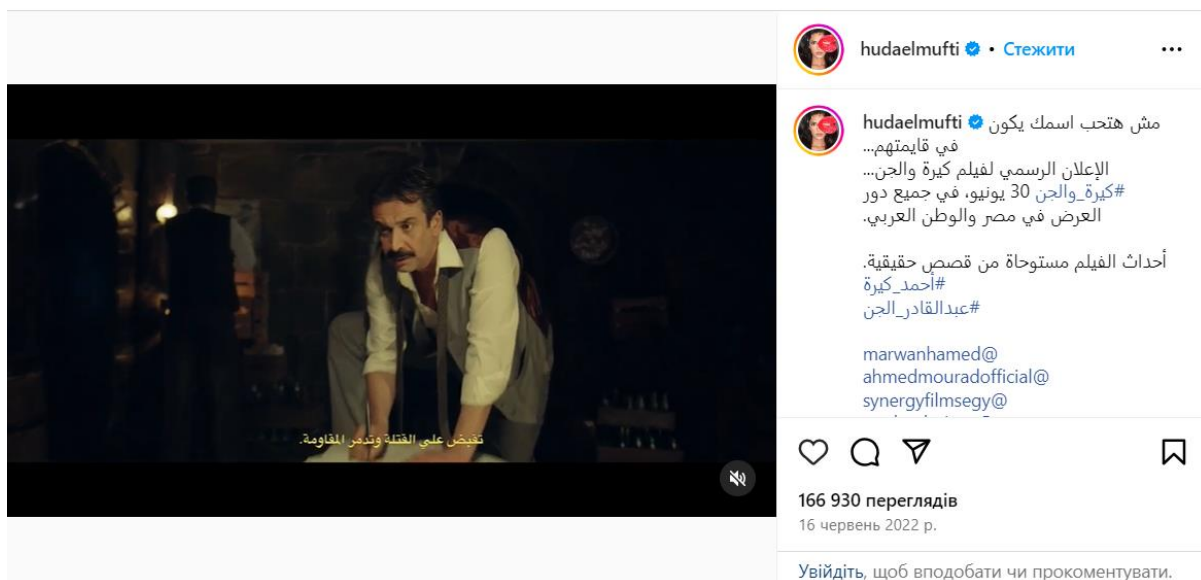 hudaelmufti • Стежити
hudaelmufti مش هتحب اسمك يكون
في قايمتهم...
الإعلان الرسمي لفيلم كيرة والجن...
#كيرة_والجن 30 يونيو، في جميع دور
العرض في مصر والوطن العربي.
أحداث الفيلم مستوحاة من قصص حقيقية.
#أحمد_كيرة
#عبدالقادر_الجن
marwanhamed@
ahmedmouradofficial@
synergyfilmsegy@
تقبض علي القتلة وتدمر المقاومة.
166 930 переглядів
16 червень 2022 р.
Увійдіть, щоб вподобати чи прокоментувати.